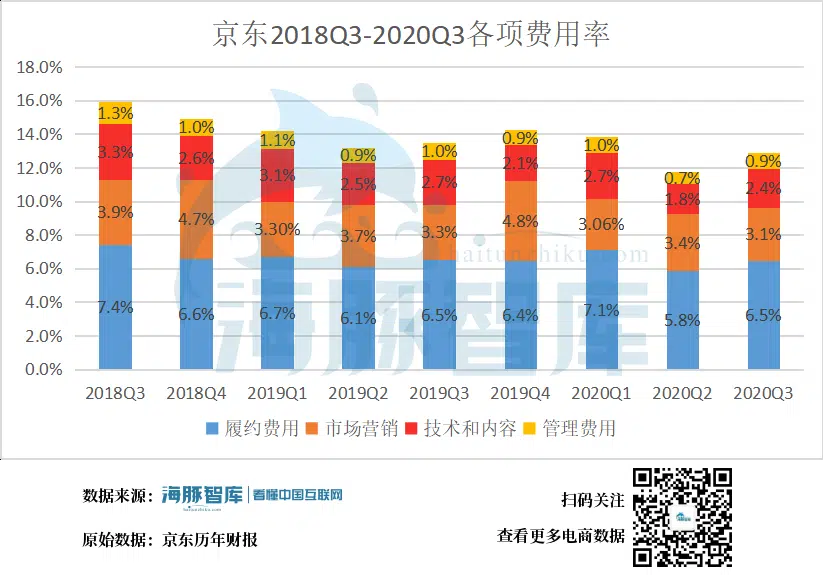 京东2018Q3-2020Q3各项费用率
18.0%
16.0%
14.0%
12.0%
10.0%
8.0%
6.0%
4.0%
2.0%
0.0%
1.3% 1.0% 1.1% 0.9% 1.0% 0.9% 1.0% 0.7% 0.9%
3.3% 2.6% 3.1% 2.5% 2.7% 2.1% 2.7% 1.8% 2.4%
3.9% 4.7% 3.30% 3.7% 3.3% 4.8% 3.06% 3.4% 3.1%
7.4% 6.6% 6.7% 6.1% 6.5% 6.4% 7.1% 5.8% 6.5%
haitunzhiku.com
海豚智库
2018Q3 2018Q4 2019Q1 2019Q2 2019Q3 2019Q4 2020Q1 2020Q2 2020Q3
履约费用 市场营销 技术和内容 管理费用
数据来源：海豚智库 | 看懂中国互联网
haitunzhiku.com
原始数据：京东历年财报
扫码关注
查看更多电商数据